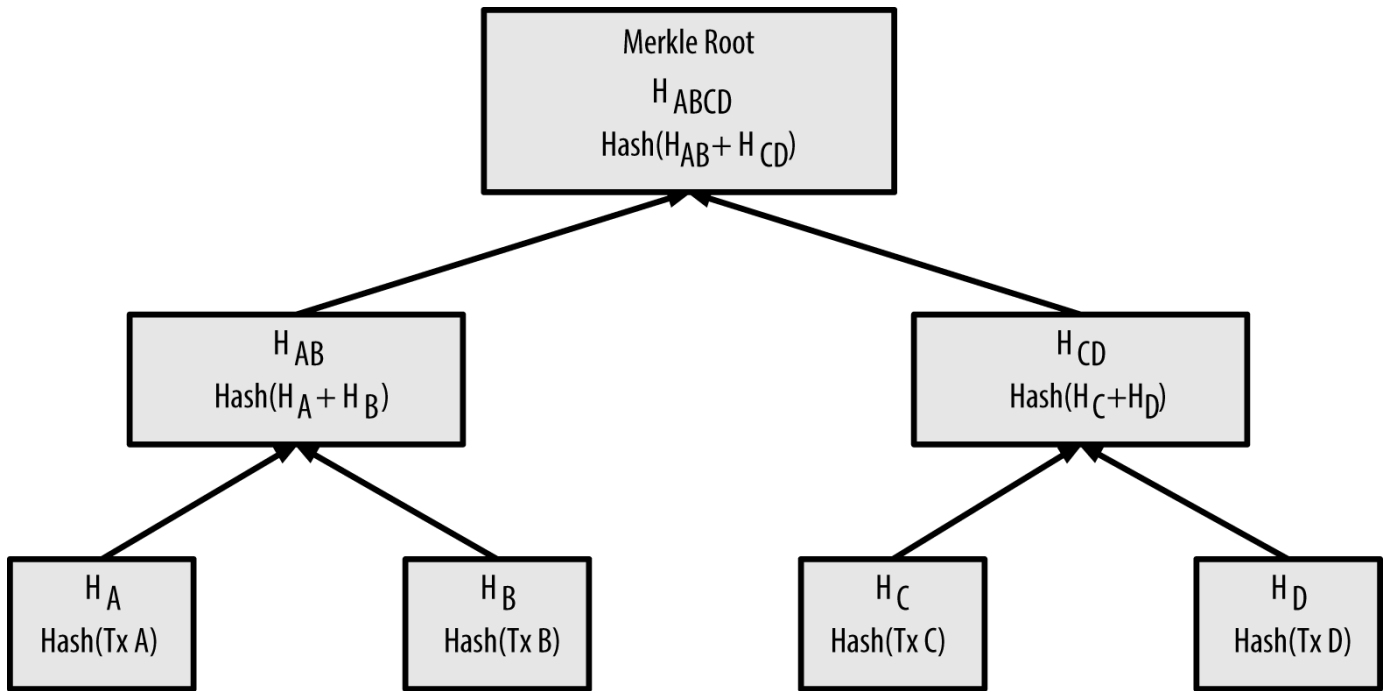 Merkle Root
H ABCD
Hash(H AB + H CD)
H AB
Hash(H A + H B)
H CD
Hash(H C+H D)
H A
Hash(Tx A)
H B
Hash(Tx B)
H C
Hash(Tx C)
H D
Hash(Tx D)